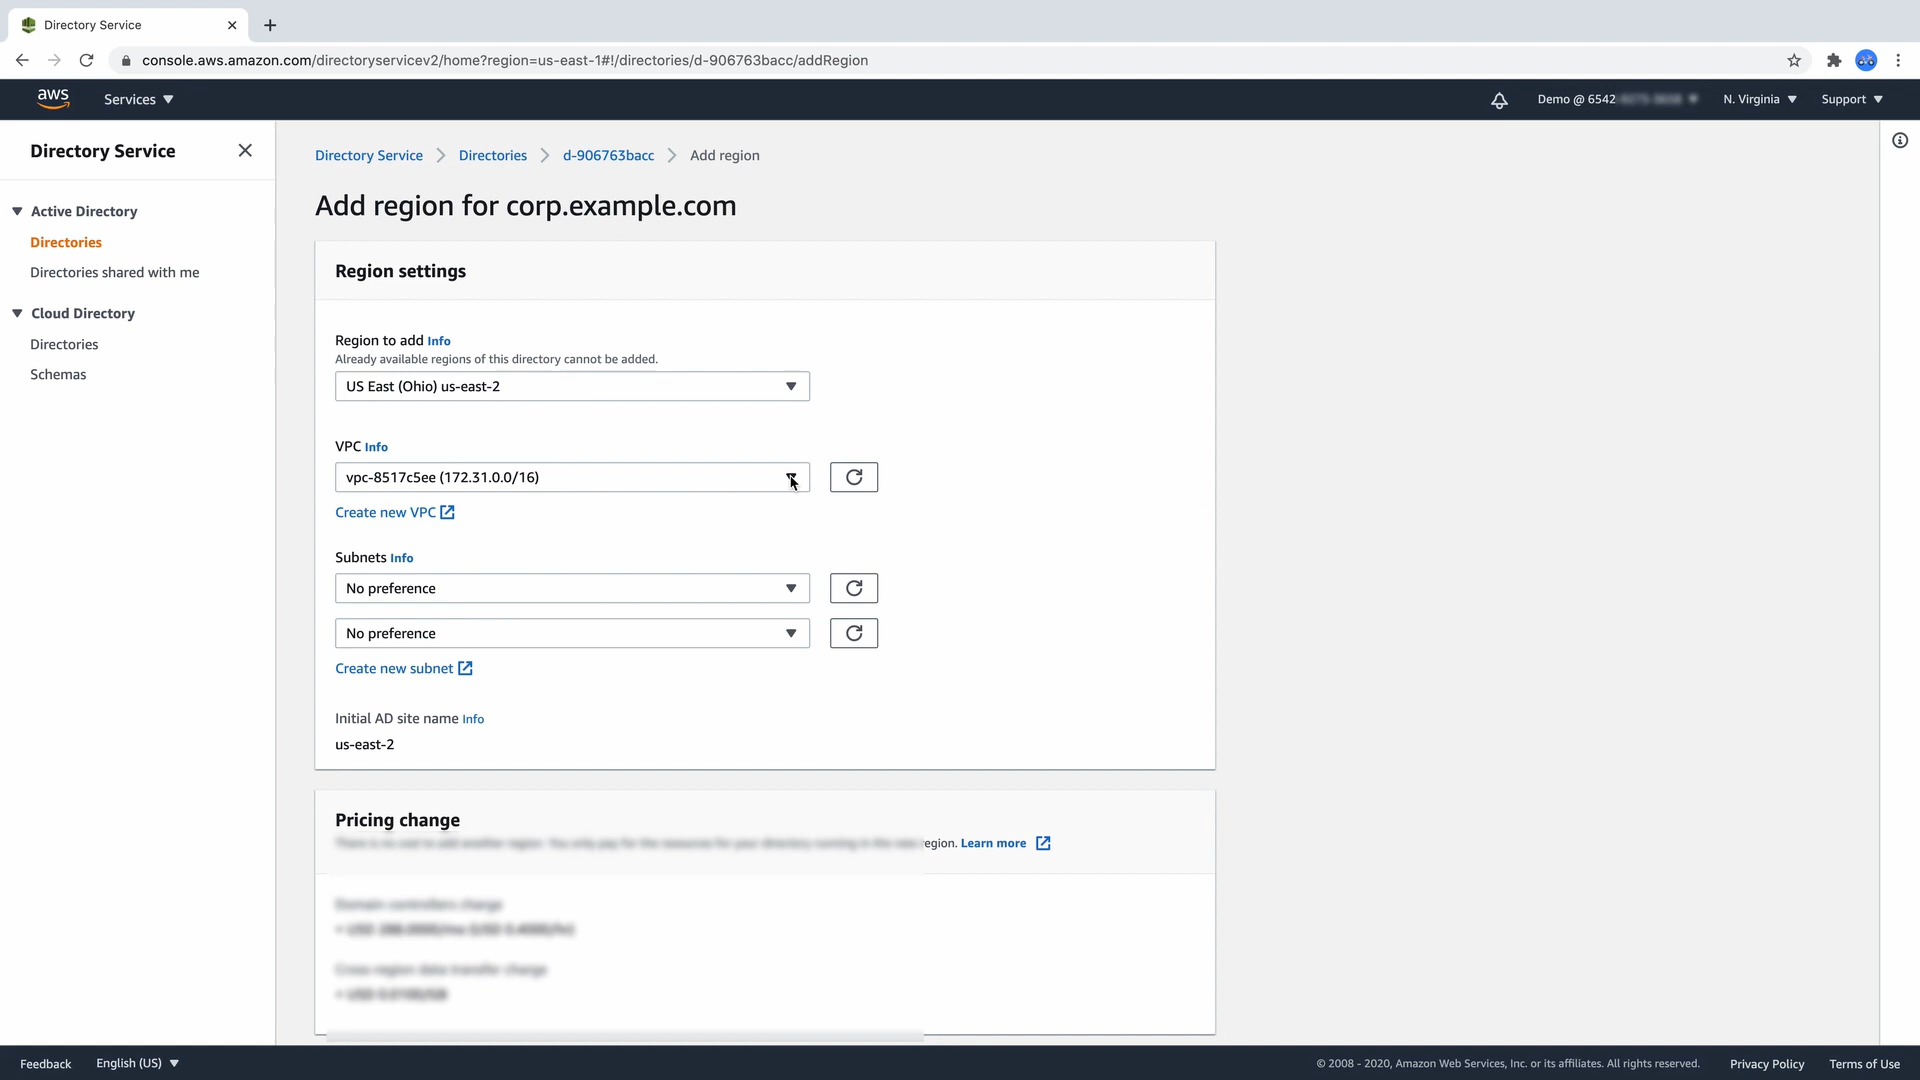 Directory Service
console.aws.amazon.com/directoryservicev2/home?region=us-east-1#!/directories/d-906763bacc/addRegion
aws
Services
Demo @ 6542
N. Virginia
Support
Directory Service
Active Directory
Directories
Directories shared with me
Cloud Directory
Directories
Schemas
Directory Service
Directories
d-906763bacc
Add region
Add region for corp.example.com
Region settings
Region to add Info
Already available regions of this directory cannot be added.
US East (Ohio) us-east-2
VPC Info
vpc-8517c5ee (172.31.0.0/16)
Create new VPC
Subnets Info
No preference
No preference
Create new subnet
Initial AD site name Info
us-east-2
Pricing change
region. Learn more
Feedback
English (US)
© 2008 - 2020, Amazon Web Services, Inc. or its affiliates. All rights reserved.
Privacy Policy
Terms of Use